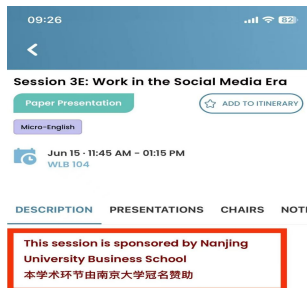 09:26
82
Session 3E: Work in the Social Media Era
Paper Presentation
ADD TO ITINERARY
Micro-English
Jun 15 · 11:45 AM – 01:15 PM
WLB 104
DESCRIPTION PRESENTATIONS CHAIRS NOT
This session is sponsored by Nanjing
University Business School
本学术环节由南京大学冠名赞助